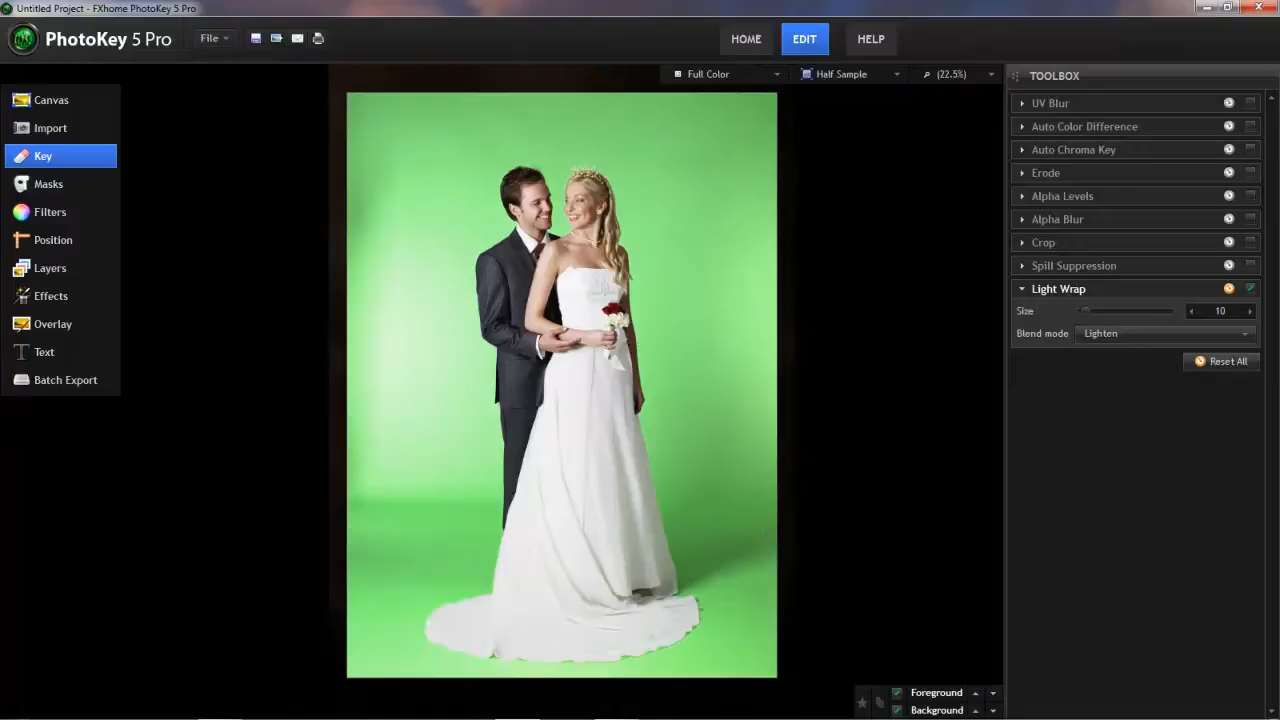 Untitled Project - FXhome PhotoKey 5 Pro
PhotoKey 5 Pro
File
HOME
EDIT
HELP
Full Color
Half Sample
(22.5%)
TOOLBOX
Canvas
Import
Key
Masks
Filters
Position
Layers
Effects
Overlay
Text
Batch Export
UV Blur
Auto Color Difference
Auto Chroma Key
Erode
Alpha Levels
Alpha Blur
Crop
Spill Suppression
Light Wrap
Size
10
Blend mode
Lighten
Reset All
Foreground
Background